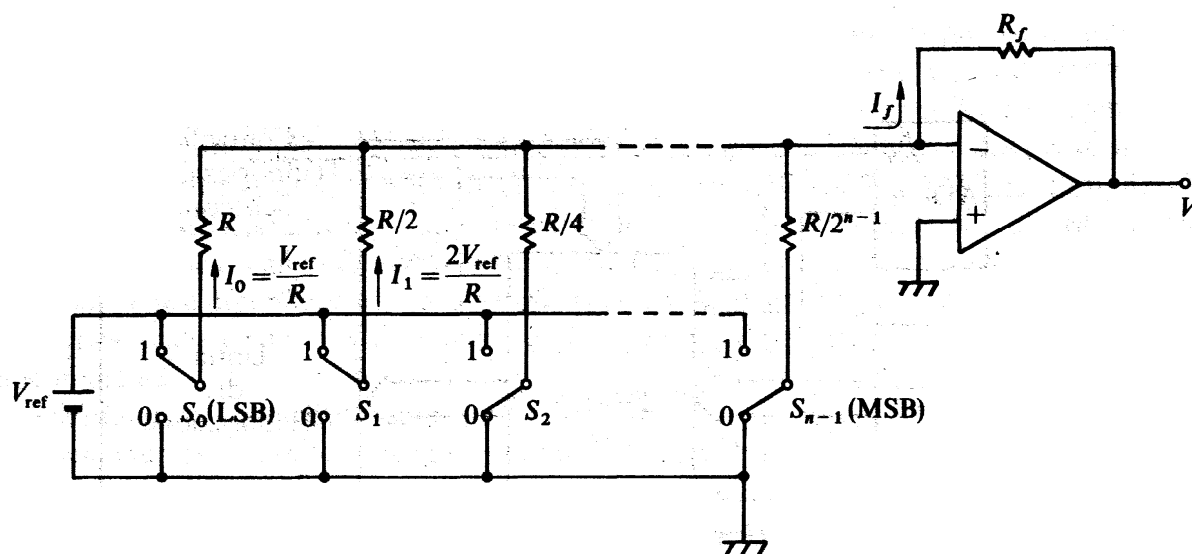 R_f
I_f
−
+
V
R
R/2
R/4
R/2^{n-1}
I_0 = V_ref / R
I_1 = 2V_ref / R
1
1
1
1
V_ref
0
S_0(LSB)
0
S_1
0
S_2
0
S_{n-1}(MSB)